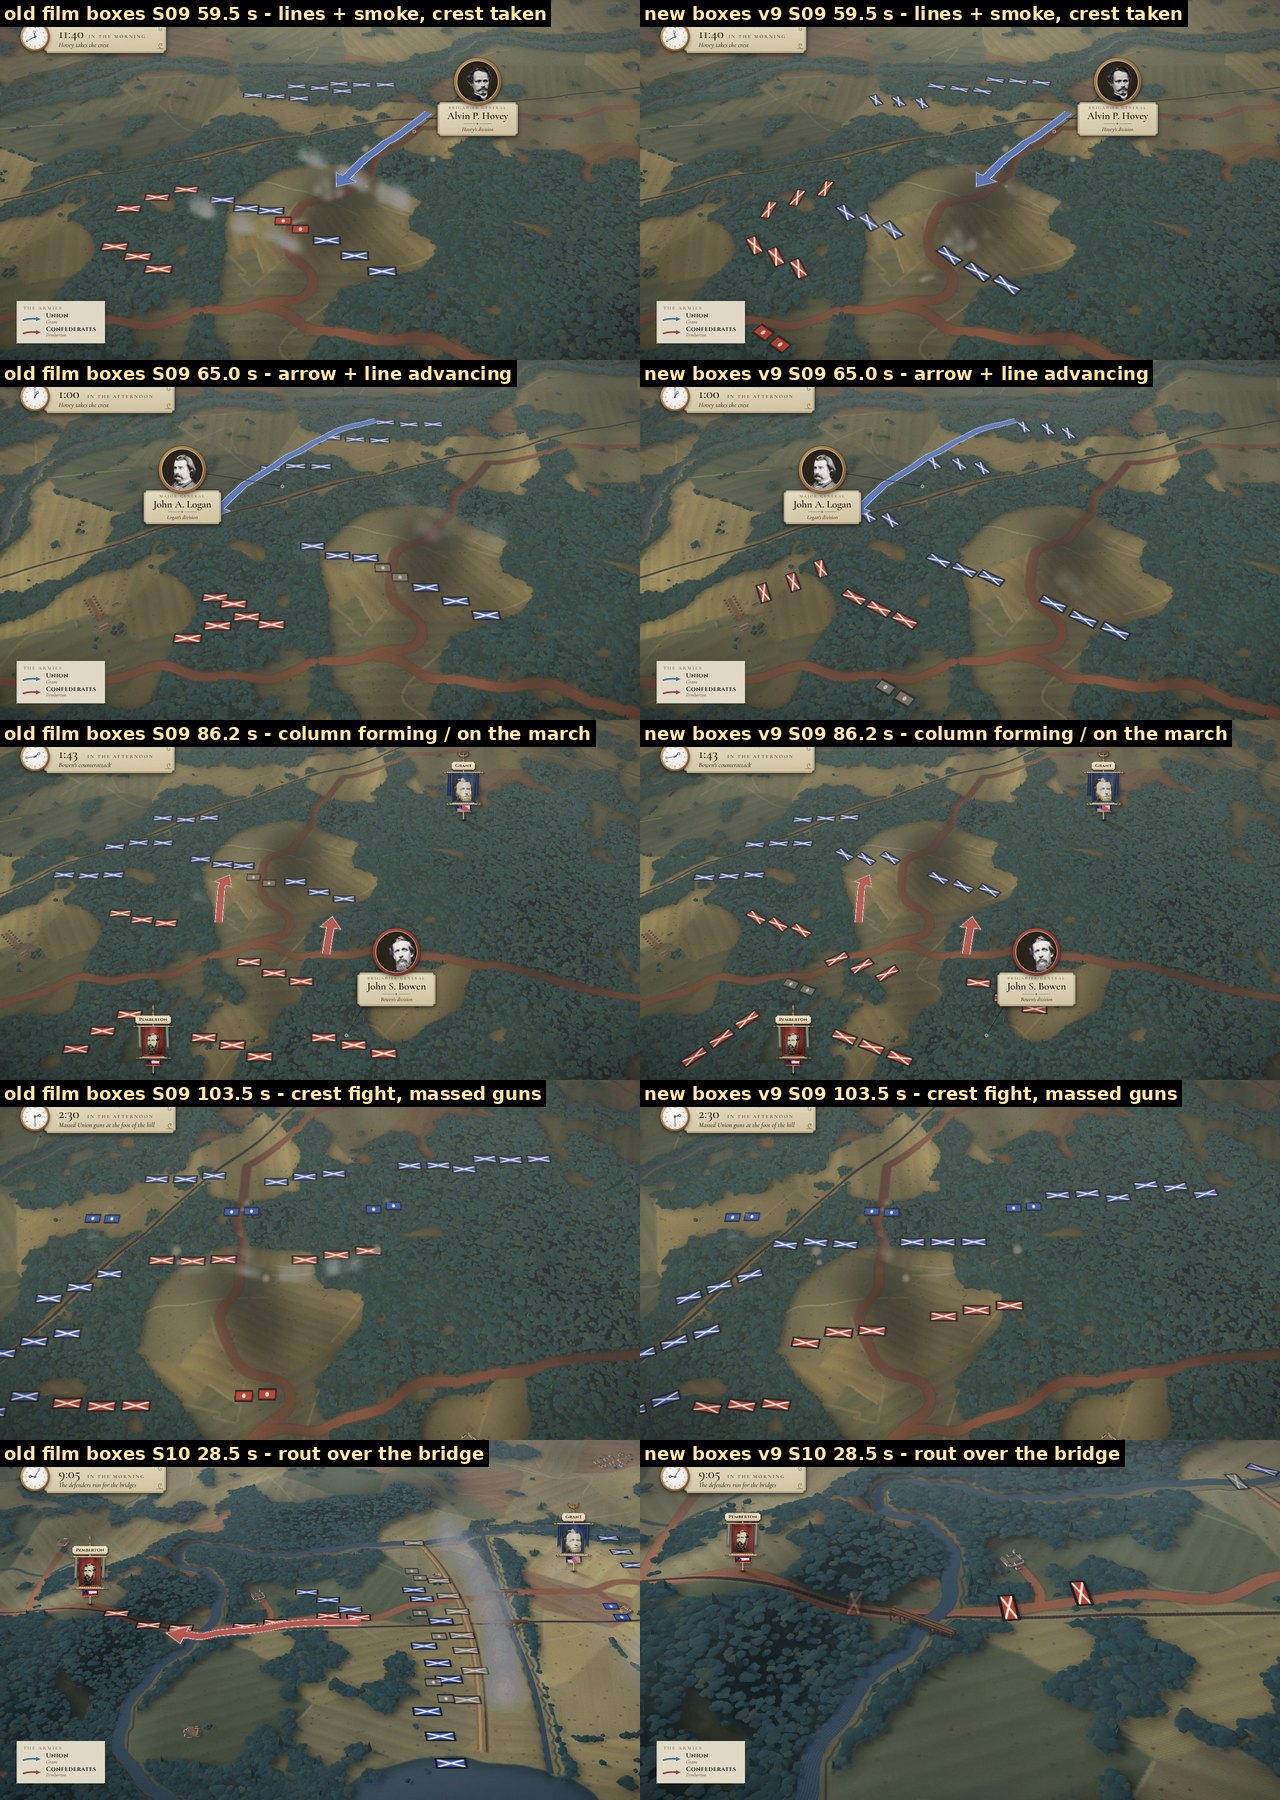 old film boxes S09 59.5 s - lines + smoke, crest taken
11:40 IN THE MORNING
Hovey takes the crest
BRIGADIER GENERAL
Alvin P. Hovey
Hovey's division
THE ARMIES
UNION
Grant
CONFEDERATES
Pemberton
new boxes v9 S09 59.5 s - lines + smoke, crest taken
11:40 IN THE MORNING
Hovey takes the crest
BRIGADIER GENERAL
Alvin P. Hovey
Hovey's division
THE ARMIES
UNION
Grant
CONFEDERATES
Pemberton
old film boxes S09 65.0 s - arrow + line advancing
1:00 IN THE AFTERNOON
Hovey takes the crest
MAJOR GENERAL
John A. Logan
Logan's division
THE ARMIES
UNION
Grant
CONFEDERATES
Pemberton
new boxes v9 S09 65.0 s - arrow + line advancing
1:00 IN THE AFTERNOON
Hovey takes the crest
MAJOR GENERAL
John A. Logan
Logan's division
THE ARMIES
UNION
Grant
CONFEDERATES
Pemberton
old film boxes S09 86.2 s - column forming / on the march
1:43 IN THE AFTERNOON
Bowen's counterattack
GRANT
BRIGADIER GENERAL
John S. Bowen
Bowen's division
PEMBERTON
new boxes v9 S09 86.2 s - column forming / on the march
1:43 IN THE AFTERNOON
Bowen's counterattack
GRANT
BRIGADIER GENERAL
John S. Bowen
Bowen's division
PEMBERTON
old film boxes S09 103.5 s - crest fight, massed guns
2:30 IN THE AFTERNOON
Massed Union guns at the foot of the hill
new boxes v9 S09 103.5 s - crest fight, massed guns
2:30 IN THE AFTERNOON
Massed Union guns at the foot of the hill
old film boxes S10 28.5 s - rout over the bridge
9:05 IN THE MORNING
The defenders run for the bridges
GRANT
PEMBERTON
THE ARMIES
UNION
Grant
CONFEDERATES
Pemberton
new boxes v9 S10 28.5 s - rout over the bridge
9:05 IN THE MORNING
The defenders run for the bridges
PEMBERTON
THE ARMIES
UNION
Grant
CONFEDERATES
Pemberton